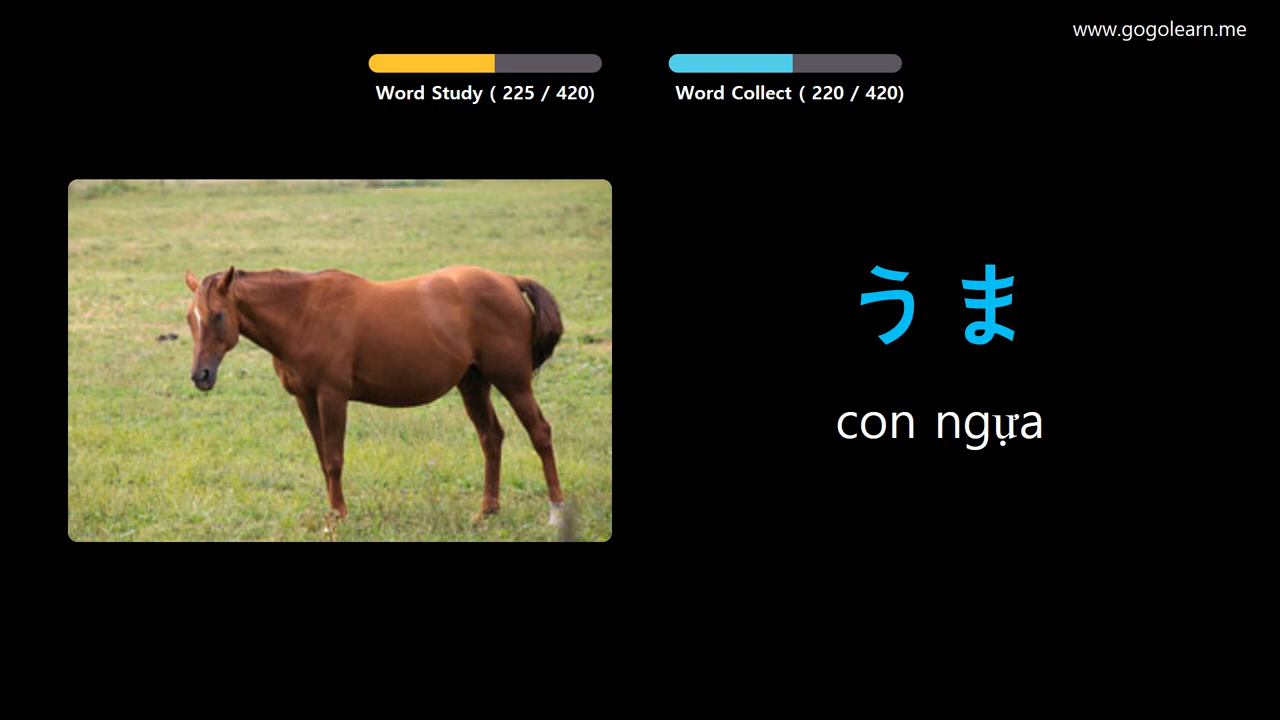 www.gogolearn.me
Word Study ( 225 / 420)
Word Collect ( 220 / 420)
うま
con ngựa